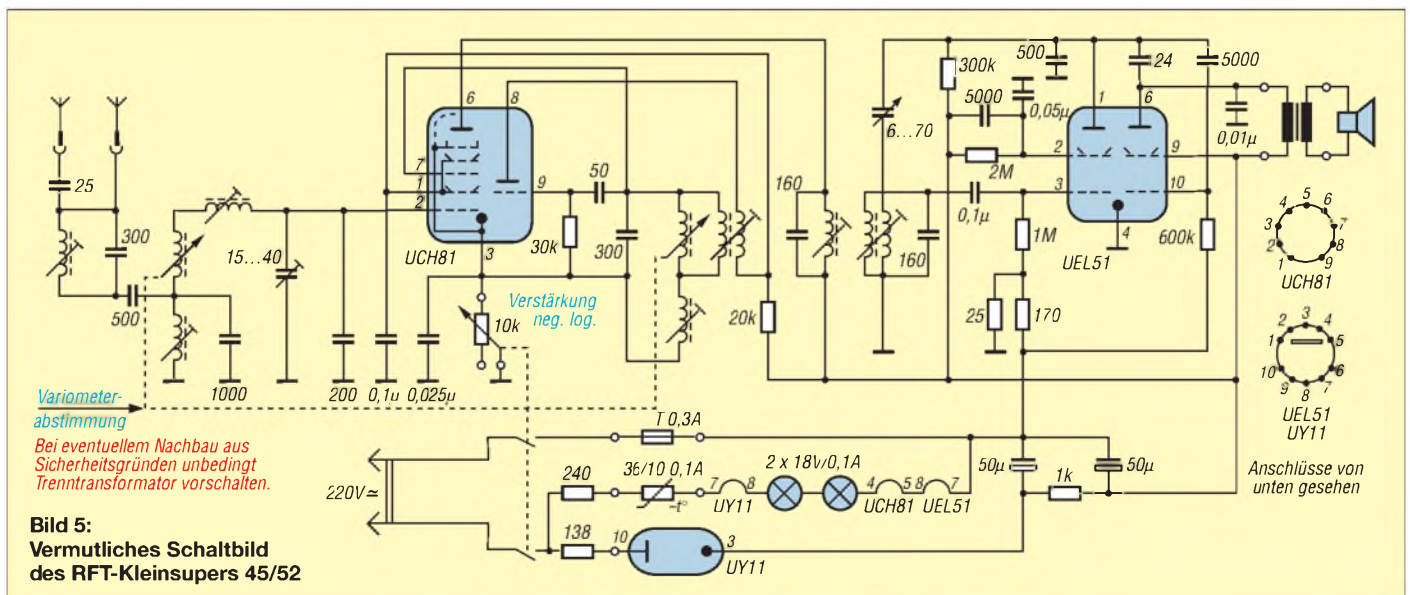 6
8
7
1
2
9
3
UCH81
25
300
500
15...40
1000
200
0,1µ
0,025µ
30k
50
300
10k
Verstärkung
neg. log.
20k
160
160
6...70
300k
5000
500
0,05µ
2M
0,1µ
24
5000
1
6
2
9
3
10
4
UEL51
1M
600k
25
170
0,01µ
1
2
3
4
5
6
7
8
9
UCH81
1
2
3
4
5
6
7
8
9
10
UEL51
UY11
Anschlüsse von
unten gesehen
Variometer-
abstimmung
Bei eventuellem Nachbau aus
Sicherheitsgründen unbedingt
Trenntransformator vorschalten.
Bild 5:
Vermutliches Schaltbild
des RFT-Kleinsupers 45/52
220V≃
T 0,3A
240
36/10 0,1A
-t°
7
8
UY11
2 x 18V/0,1A
4
5
UCH81
8
7
UEL51
138
10
3
UY11
50µ
1k
50µ